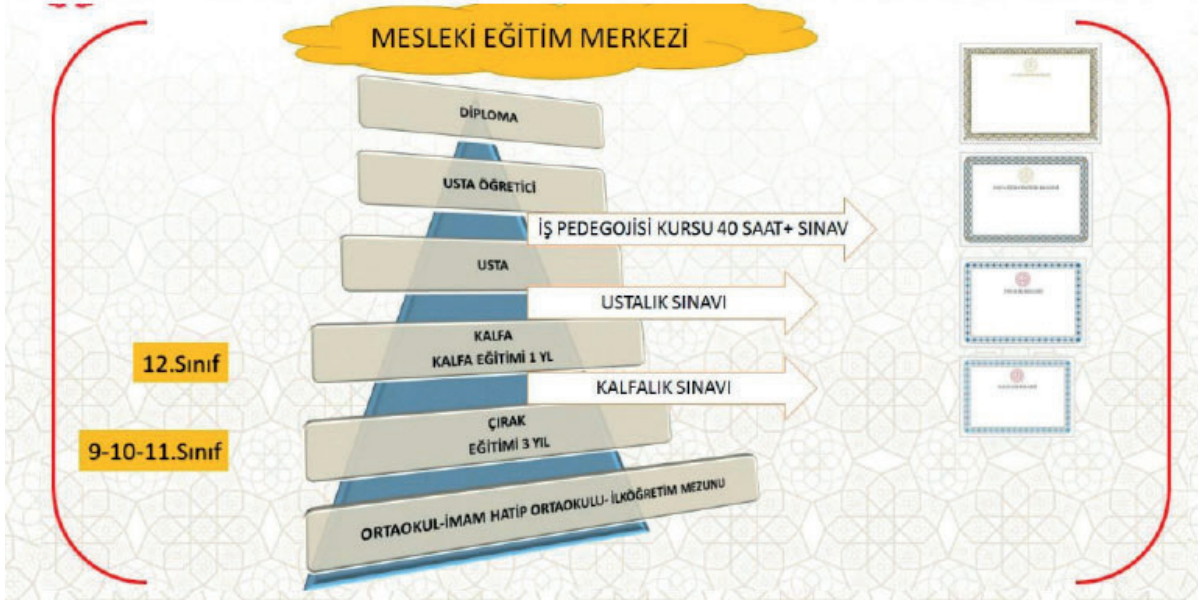 MESLEKİ EĞİTİM MERKEZİ
DİPLOMA
USTA ÖĞRETİCİ
İŞ PEDEGOJİSİ KURSU 40 SAAT+ SINAV
USTA
USTALIK SINAVI
KALFA
KALFA EĞİTİMİ 1 YL
12.Sınıf
KALFALIK SINAVI
ÇIRAK
EĞİTİMİ 3 YIL
9-10-11.Sınıf
ORTAOKUL-İMAM HATİP ORTAOKULU- İLKÖĞRETİM MEZUNU